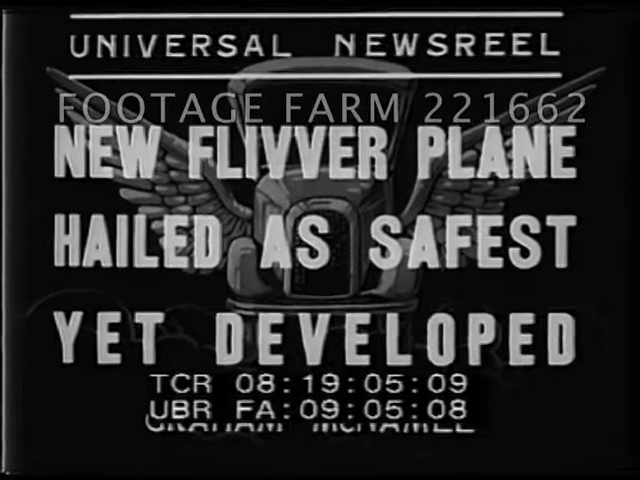 UNIVERSAL NEWSREEL
FOOTAGE FARM 221662
NEW FLIVVER PLANE
HAILED AS SAFEST
YET DEVELOPED
TCR 08:19:05:09
UBR FA:09:05:08